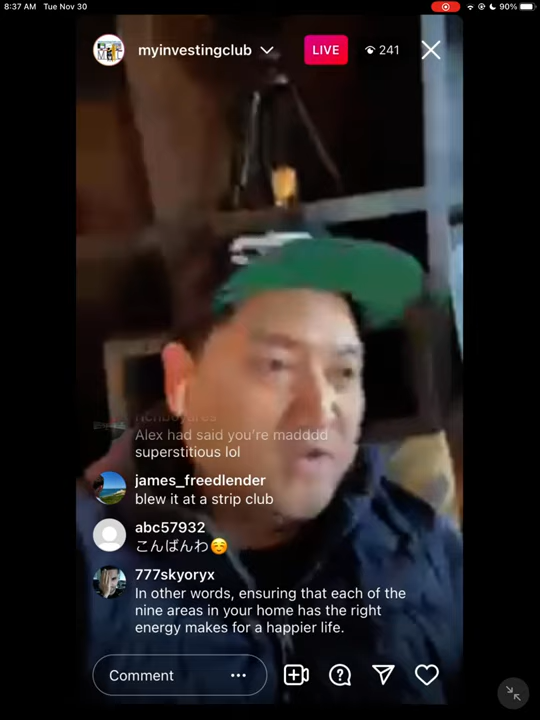 8:37 AM Tue Nov 30
90%
myinvestingclub
LIVE
241
Alex had said you're madddd
superstitious lol
james_freedlender
blew it at a strip club
abc57932
こんばんわ☺️
777skyoryx
In other words, ensuring that each of the
nine areas in your home has the right
energy makes for a happier life.
Comment